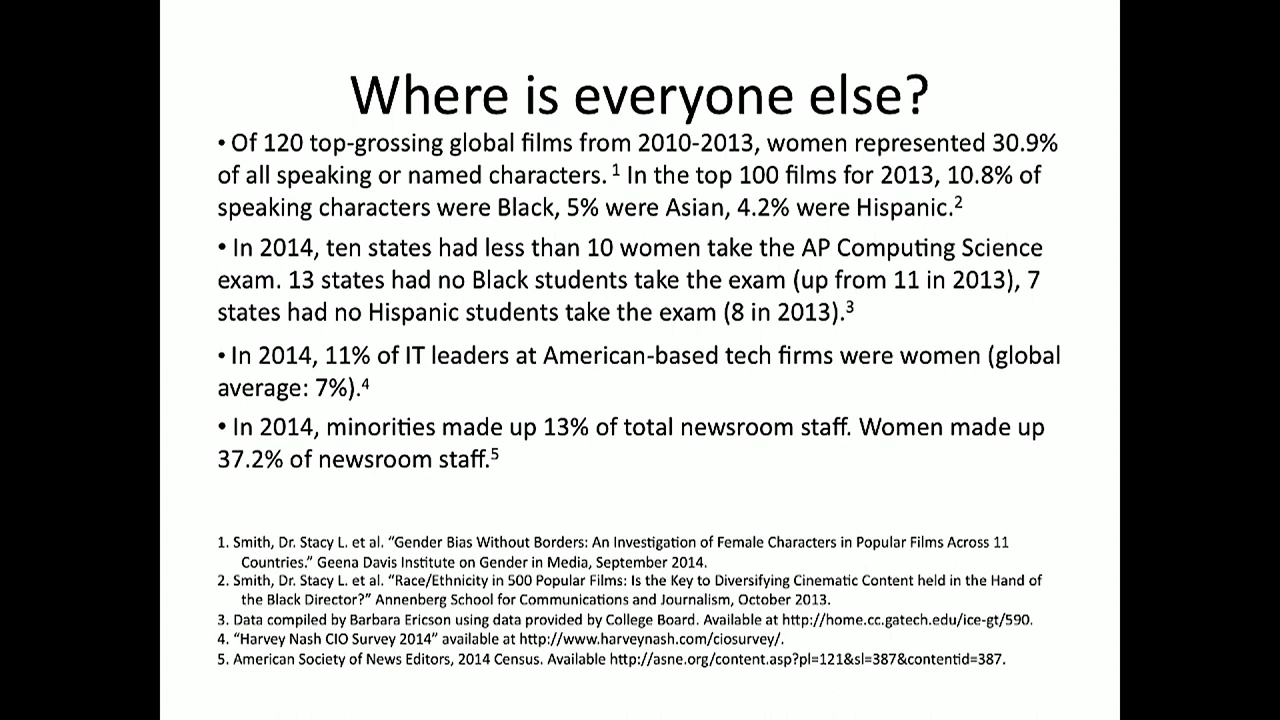 Where is everyone else?
• Of 120 top-grossing global films from 2010-2013, women represented 30.9%
of all speaking or named characters. 1 In the top 100 films for 2013, 10.8% of
speaking characters were Black, 5% were Asian, 4.2% were Hispanic.2
• In 2014, ten states had less than 10 women take the AP Computing Science
exam. 13 states had no Black students take the exam (up from 11 in 2013), 7
states had no Hispanic students take the exam (8 in 2013).3
• In 2014, 11% of IT leaders at American-based tech firms were women (global
average: 7%).4
• In 2014, minorities made up 13% of total newsroom staff. Women made up
37.2% of newsroom staff.5
1. Smith, Dr. Stacy L. et al. “Gender Bias Without Borders: An Investigation of Female Characters in Popular Films Across 11
Countries.” Geena Davis Institute on Gender in Media, September 2014.
2. Smith, Dr. Stacy L. et al. “Race/Ethnicity in 500 Popular Films: Is the Key to Diversifying Cinematic Content held in the Hand of
the Black Director?” Annenberg School for Communications and Journalism, October 2013.
3. Data compiled by Barbara Ericson using data provided by College Board. Available at http://home.cc.gatech.edu/ice-gt/590.
4. “Harvey Nash CIO Survey 2014” available at http://www.harveynash.com/ciosurvey/.
5. American Society of News Editors, 2014 Census. Available http://asne.org/content.asp?pl=121&sl=387&contentid=387.